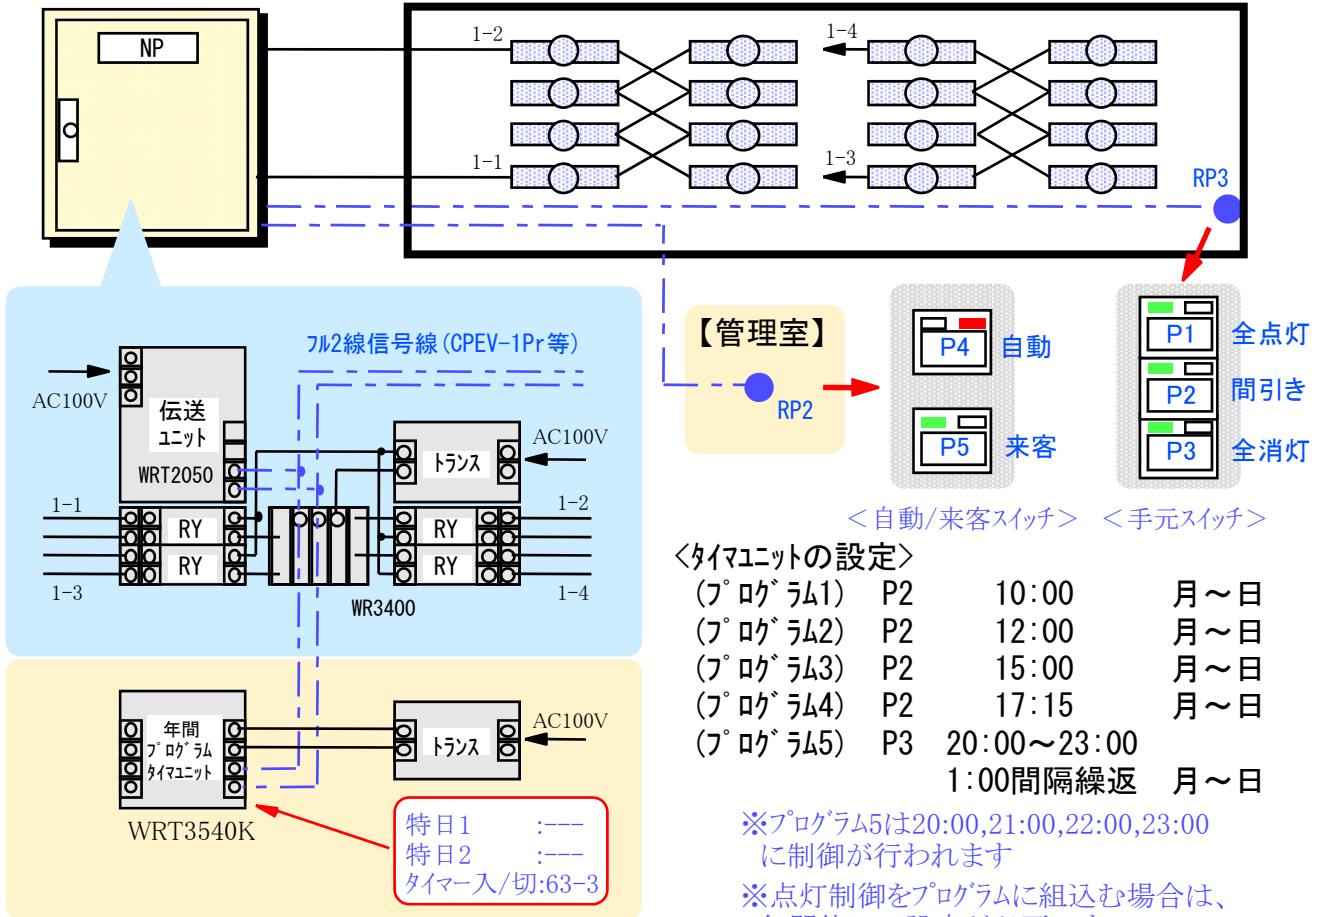 NP
1-2
1-4
1-1
1-3
RP3
フル2線信号線(CPEV-1Pr等)
AC100V
伝送
ユニット
WRT2050
トランス
AC100V
1-1
RY
RY
1-3
WR3400
RY
RY
1-2
1-4
【管理室】
RP2
P4 自動
P5 来客
<自動/来客スイッチ>
P1 全点灯
P2 間引き
P3 全消灯
<手元スイッチ>
<タイマユニットの設定>
(プログラム1) P2 10:00 月~日
(プログラム2) P2 12:00 月~日
(プログラム3) P2 15:00 月~日
(プログラム4) P2 17:15 月~日
(プログラム5) P3 20:00~23:00
1:00間隔繰返 月~日
※プログラム5は20:00,21:00,22:00,23:00
に制御が行われます
※点灯制御をプログラムに組込む場合は、
年間
プログラム
タイマユニット
WRT3540K
トランス
AC100V
特日1 :---
特日2 :---
タイマー入/切:63-3